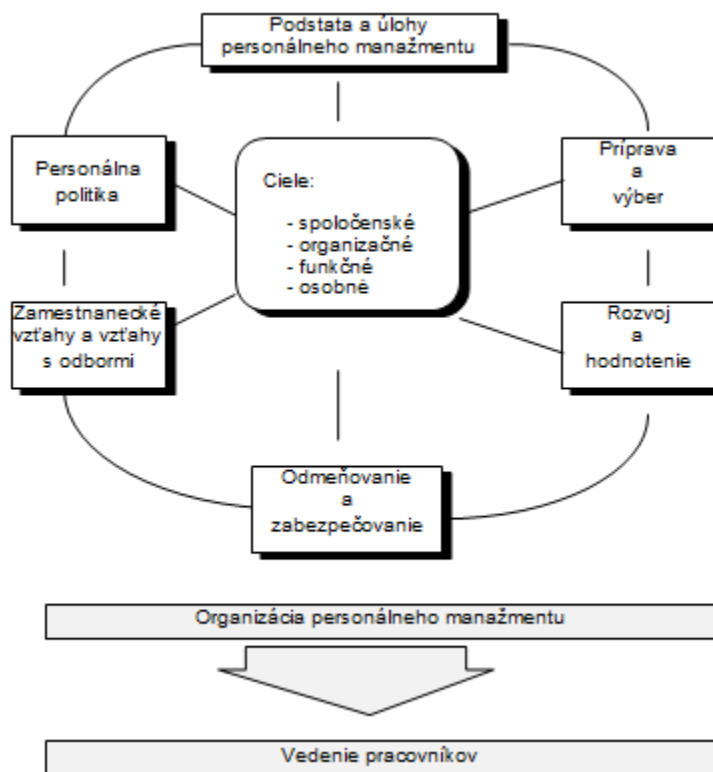 Podstata a úlohy
personálneho manažmentu
Personálna
politika
Ciele:
- spoločenské
- organizačné
- funkčné
- osobné
Príprava
a
výber
Zamestnanecké
vzťahy a vzťahy
s odbormi
Rozvoj
a
hodnotenie
Odmeňovanie
a
zabezpečovanie
Organizácia personálneho manažmentu
Vedenie pracovníkov